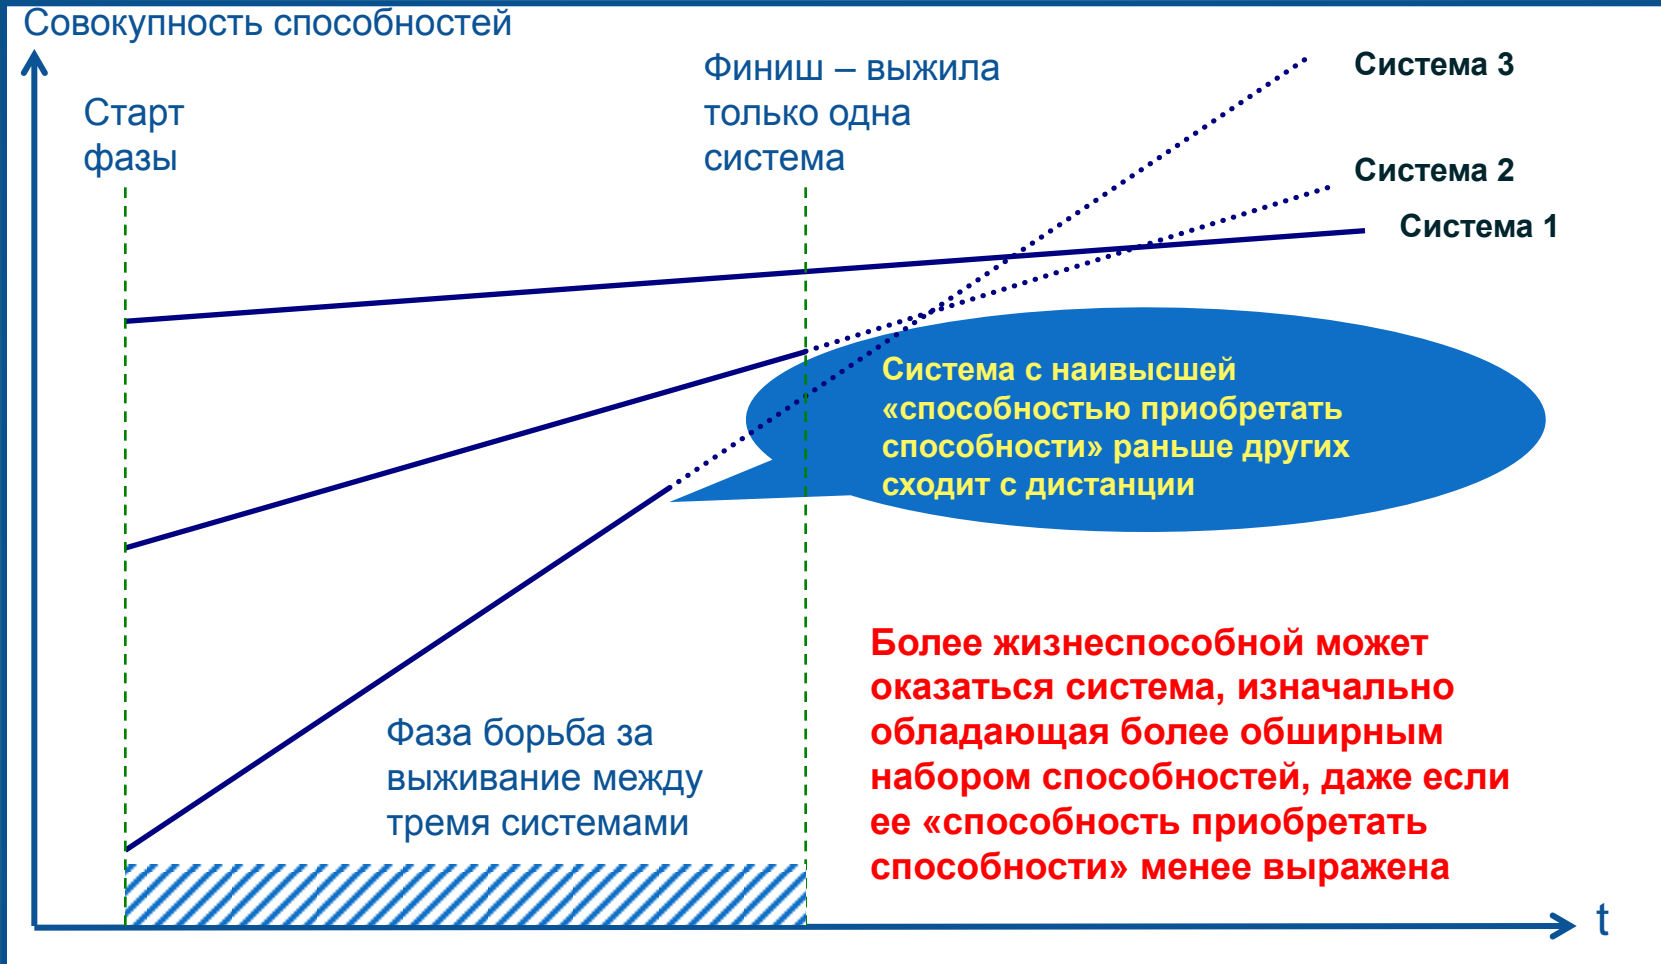 Совокупность способностей
Старт
фазы
Финиш – выжила
только одна
система
Система 3
Система 2
Система 1
Система с наивысшей
«способностью приобретать
способности» раньше других
сходит с дистанции
Фаза борьба за
выживание между
тремя системами
Более жизнеспособной может
оказаться система, изначально
обладающая более обширным
набором способностей, даже если
ее «способность приобретать
способности» менее выражена
t